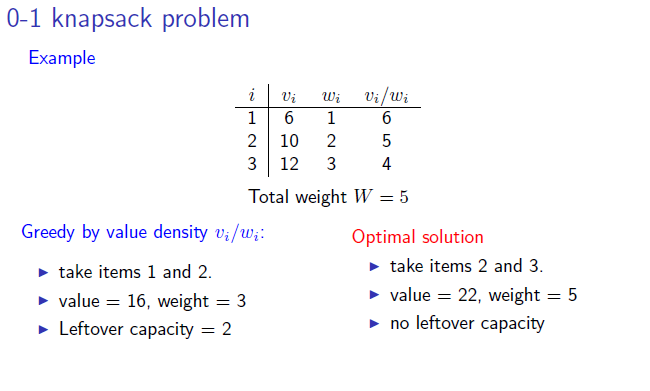 0-1 knapsack problem
Example
i v_i w_i v_i/w_i
1 6 1 6
2 10 2 5
3 12 3 4
Total weight W = 5
Greedy by value density v_i/w_i:
▶ take items 1 and 2.
▶ value = 16, weight = 3
▶ Leftover capacity = 2
Optimal solution
▶ take items 2 and 3.
▶ value = 22, weight = 5
▶ no leftover capacity